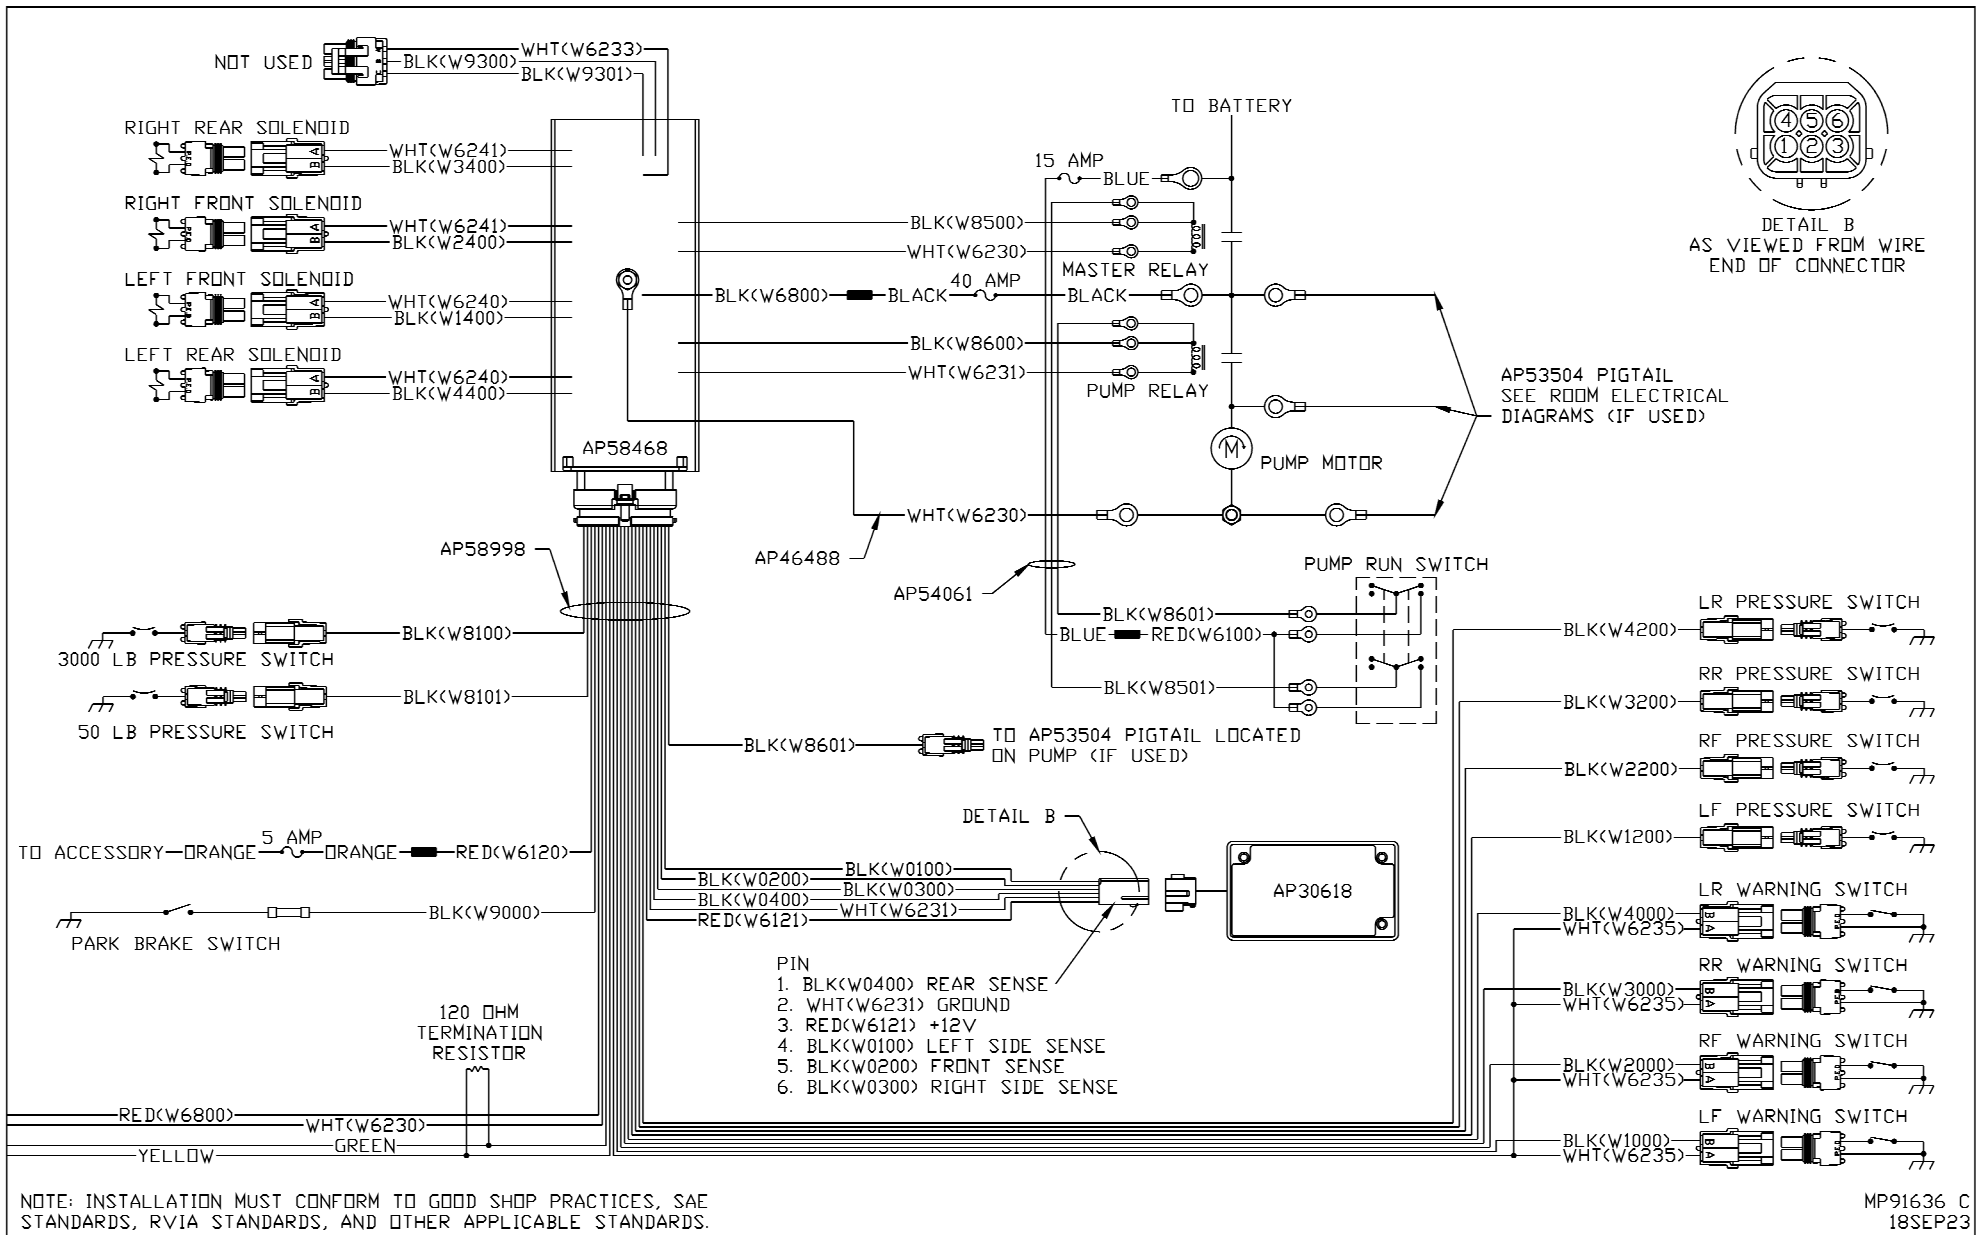 NOT USED
WHT(W6233)
BLK(W9300)
BLK(W9301)
RIGHT REAR SOLENOID
WHT(W6241)
BLK(W3400)
A
B
RIGHT FRONT SOLENOID
WHT(W6241)
BLK(W2400)
A
B
LEFT FRONT SOLENOID
WHT(W6240)
BLK(W1400)
A
B
LEFT REAR SOLENOID
WHT(W6240)
BLK(W4400)
A
B
AP58468
TO BATTERY
15 AMP
BLUE
BLK(W8500)
WHT(W6230)
MASTER RELAY
BLK(W6800)
BLACK
40 AMP
BLACK
BLK(W8600)
WHT(W6231)
PUMP RELAY
M
PUMP MOTOR
WHT(W6230)
AP53504 PIGTAIL
SEE ROOM ELECTRICAL
DIAGRAMS (IF USED)
4 5 6
1 2 3
DETAIL B
AS VIEWED FROM WIRE
END OF CONNECTOR
AP58998
AP46488
AP54061
PUMP RUN SWITCH
BLK(W8601)
BLUE
RED(W6100)
BLK(W8501)
BLK(W8100)
3000 LB PRESSURE SWITCH
BLK(W8101)
50 LB PRESSURE SWITCH
BLK(W8601)
TO AP53504 PIGTAIL LOCATED
ON PUMP (IF USED)
TO ACCESSORY
ORANGE
5 AMP
ORANGE
RED(W6120)
BLK(W9000)
PARK BRAKE SWITCH
DETAIL B
BLK(W0100)
BLK(W0200)
BLK(W0300)
BLK(W0400)
WHT(W6231)
RED(W6121)
AP30618
PIN
1. BLK(W0400) REAR SENSE
2. WHT(W6231) GROUND
3. RED(W6121) +12V
4. BLK(W0100) LEFT SIDE SENSE
5. BLK(W0200) FRONT SENSE
6. BLK(W0300) RIGHT SIDE SENSE
120 OHM
TERMINATION
RESISTOR
RED(W6800)
WHT(W6230)
GREEN
YELLOW
LR PRESSURE SWITCH
BLK(W4200)
RR PRESSURE SWITCH
BLK(W3200)
RF PRESSURE SWITCH
BLK(W2200)
LF PRESSURE SWITCH
BLK(W1200)
LR WARNING SWITCH
BLK(W4000)
WHT(W6235)
B
A
RR WARNING SWITCH
BLK(W3000)
WHT(W6235)
B
A
RF WARNING SWITCH
BLK(W2000)
WHT(W6235)
B
A
LF WARNING SWITCH
BLK(W1000)
WHT(W6235)
B
A
NOTE: INSTALLATION MUST CONFORM TO GOOD SHOP PRACTICES, SAE
STANDARDS, RVIA STANDARDS, AND OTHER APPLICABLE STANDARDS.
MP91636 C
18SEP23